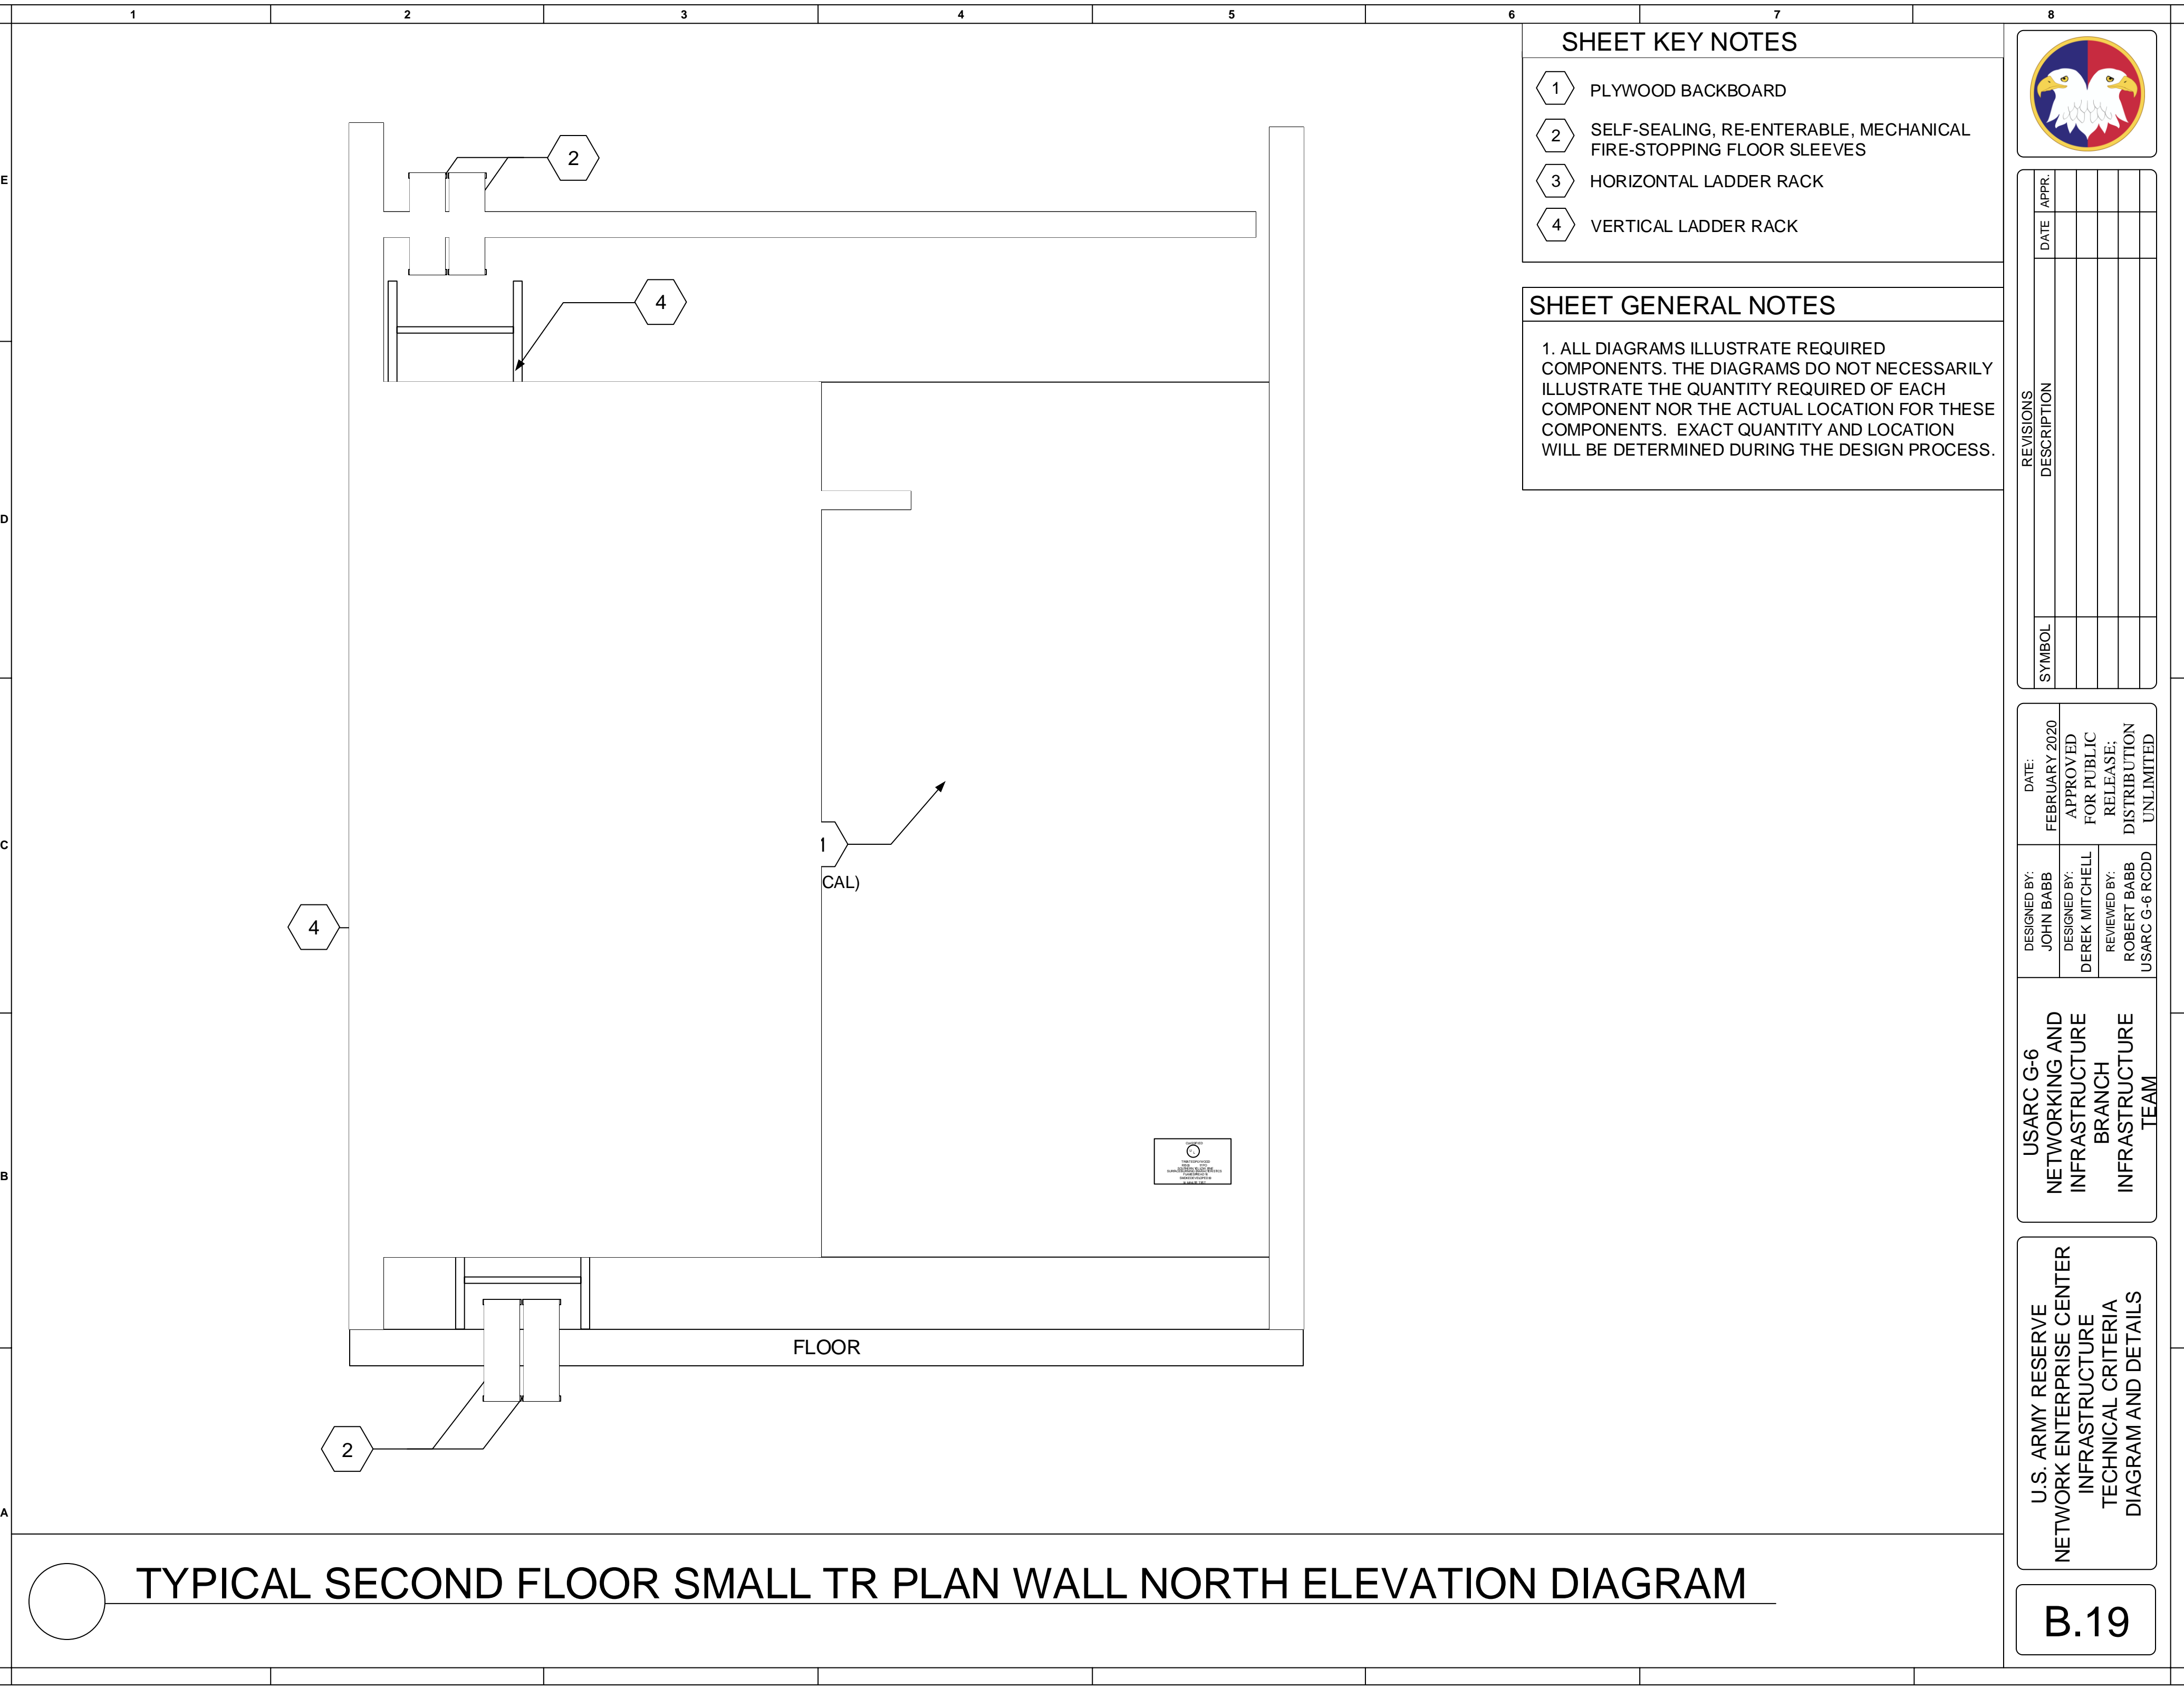 1 2 3 4 5 6 7 8
E
D
C
B
A
SHEET KEY NOTES
1 PLYWOOD BACKBOARD
2 SELF-SEALING, RE-ENTERABLE, MECHANICAL
FIRE-STOPPING FLOOR SLEEVES
3 HORIZONTAL LADDER RACK
4 VERTICAL LADDER RACK
SHEET GENERAL NOTES
1. ALL DIAGRAMS ILLUSTRATE REQUIRED
COMPONENTS. THE DIAGRAMS DO NOT NECESSARILY
ILLUSTRATE THE QUANTITY REQUIRED OF EACH
COMPONENT NOR THE ACTUAL LOCATION FOR THESE
COMPONENTS. EXACT QUANTITY AND LOCATION
WILL BE DETERMINED DURING THE DESIGN PROCESS.
2
4
1
CAL)
4
FLOOR
2
REVISIONS
SYMBOL DESCRIPTION DATE APPR.
DATE:
FEBRUARY 2020
APPROVED
FOR PUBLIC
RELEASE;
DISTRIBUTION
UNLIMITED
DESIGNED BY:
JOHN BABB
DESIGNED BY:
DEREK MITCHELL
REVIEWED BY:
ROBERT BABB
USARC G-6 RCDD
USARC G-6
NETWORKING AND
INFRASTRUCTURE
BRANCH
INFRASTRUCTURE
TEAM
U.S. ARMY RESERVE
NETWORK ENTERPRISE CENTER
INFRASTRUCTURE
TECHNICAL CRITERIA
DIAGRAM AND DETAILS
TYPICAL SECOND FLOOR SMALL TR PLAN WALL NORTH ELEVATION DIAGRAM
B.19